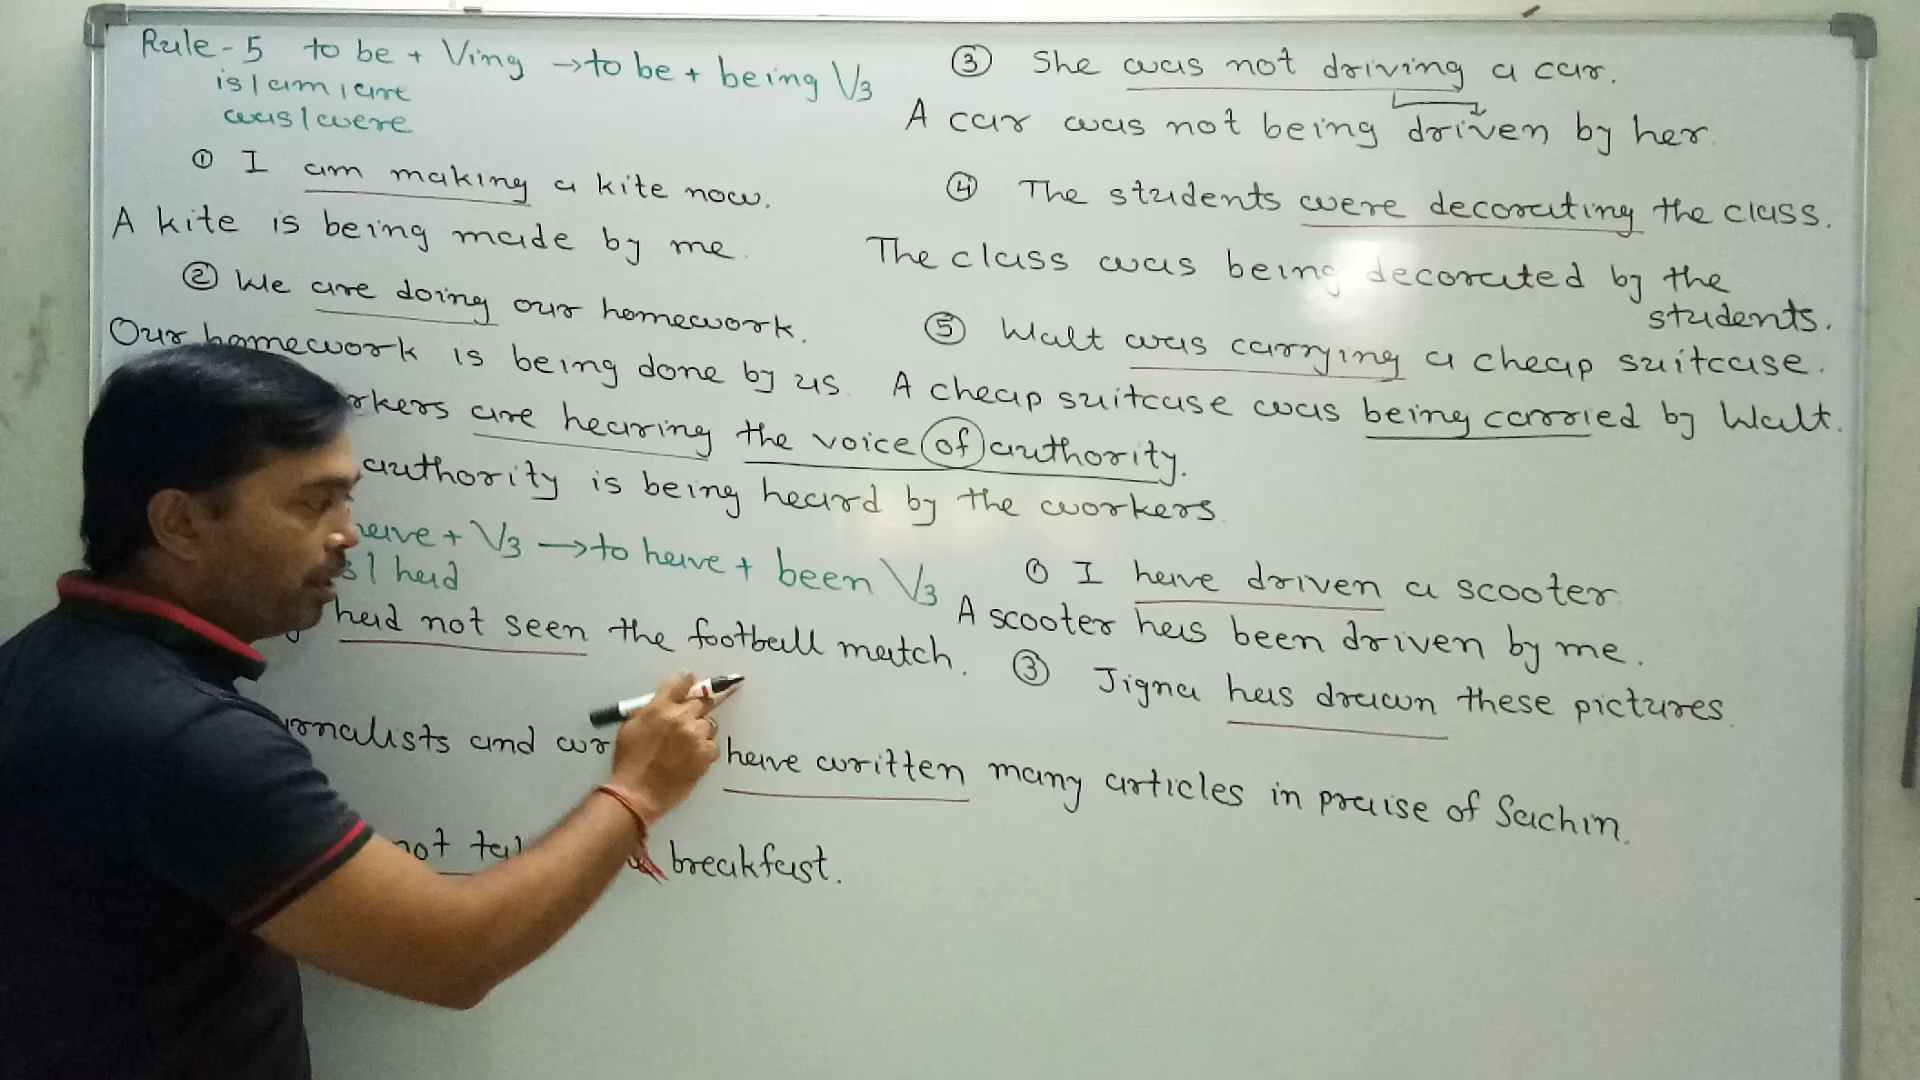 Rule-5 to be + Ving → to be + being V3
is / am / are
was / were
① I am making a kite now.
A kite is being made by me.
② We are doing our homework.
Our homework is being done by us.
are hearing the voice of authority.
authority is being heard by the workers.
+ V3 → to have + been V3
/ had
had not seen the football match.
and have written many articles in praise of Sachin.
not breakfast.
③ She was not driving a car.
A car was not being driven by her.
④ The students were decorating the class.
The class was being decorated by the
students.
⑤ Walt was carrying a cheap suitcase.
A cheap suitcase was being carried by Walt.
① I have driven a scooter
A scooter has been driven by me.
③ Jigna has drawn these pictures.